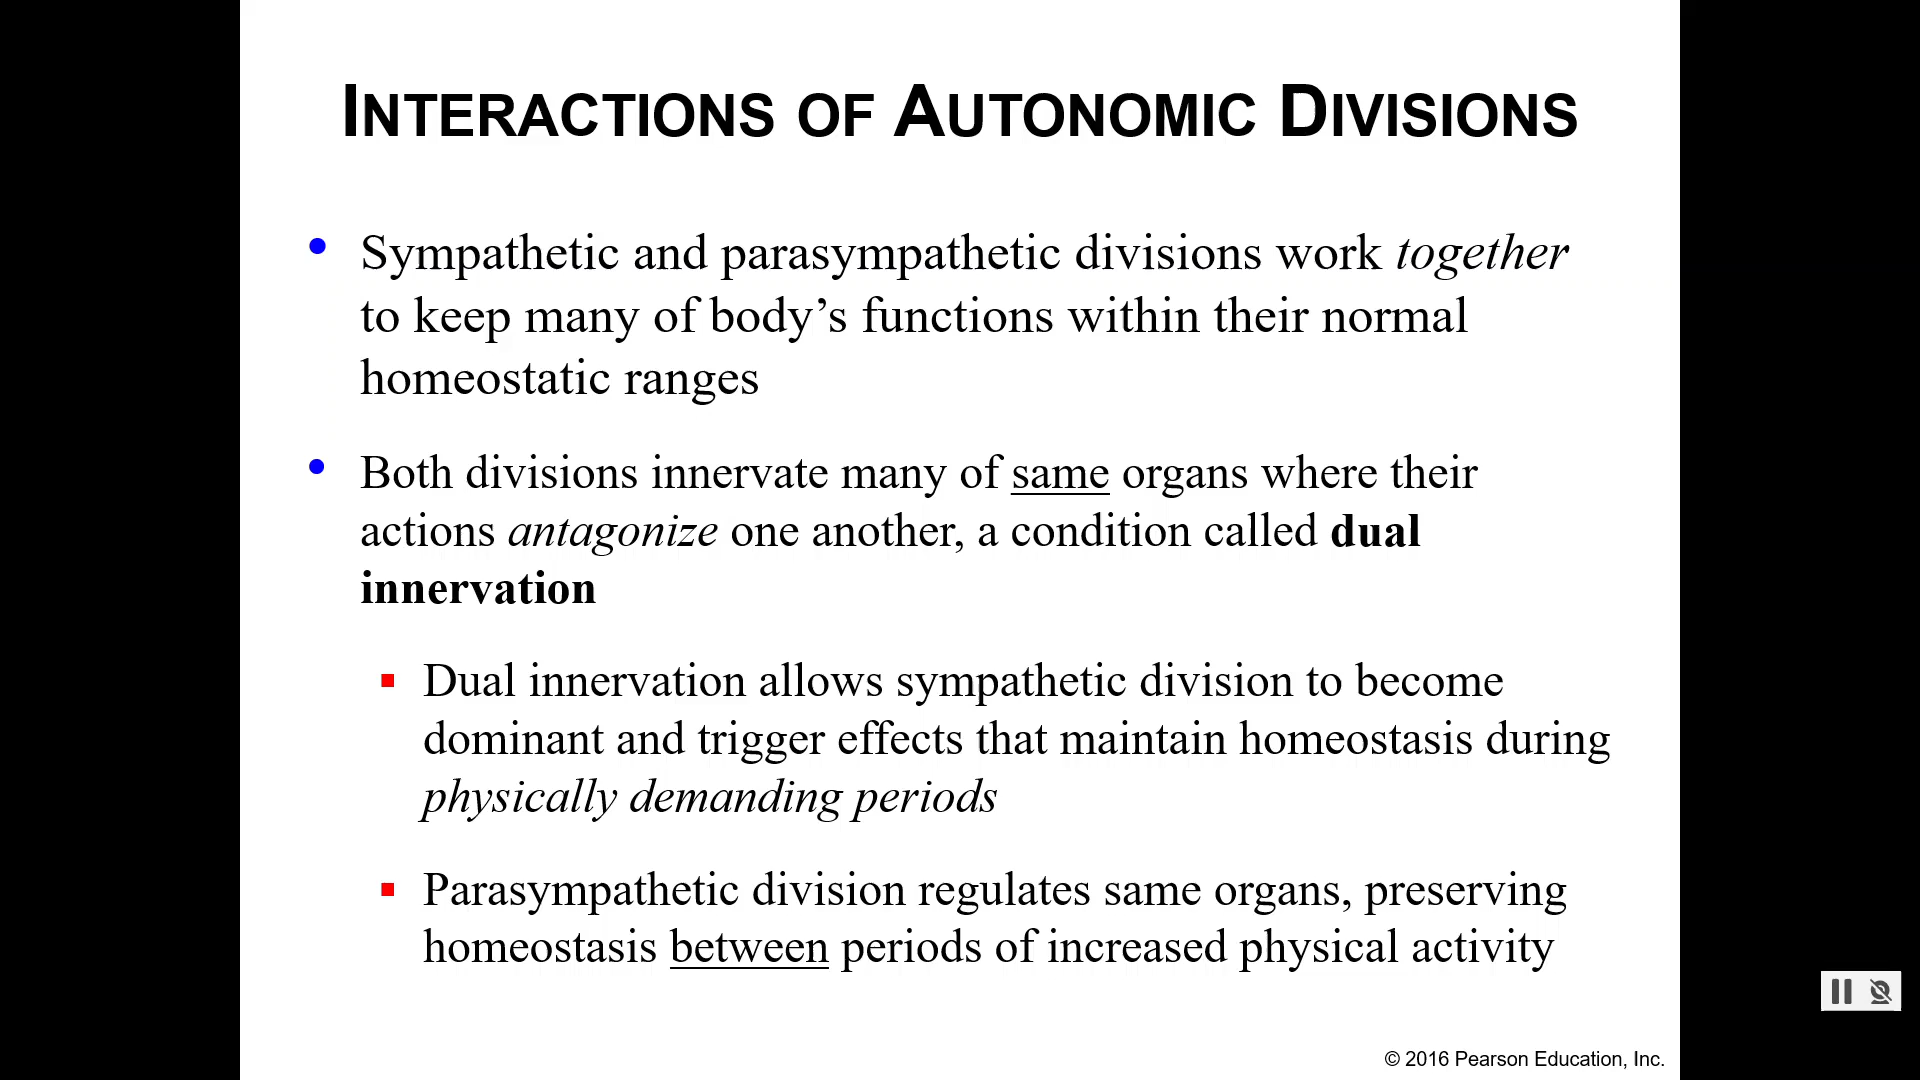 INTERACTIONS OF AUTONOMIC DIVISIONS
• Sympathetic and parasympathetic divisions work together
to keep many of body’s functions within their normal
homeostatic ranges
• Both divisions innervate many of same organs where their
actions antagonize one another, a condition called dual
innervation
▪ Dual innervation allows sympathetic division to become
dominant and trigger effects that maintain homeostasis during
physically demanding periods
▪ Parasympathetic division regulates same organs, preserving
homeostasis between periods of increased physical activity
© 2016 Pearson Education, Inc.